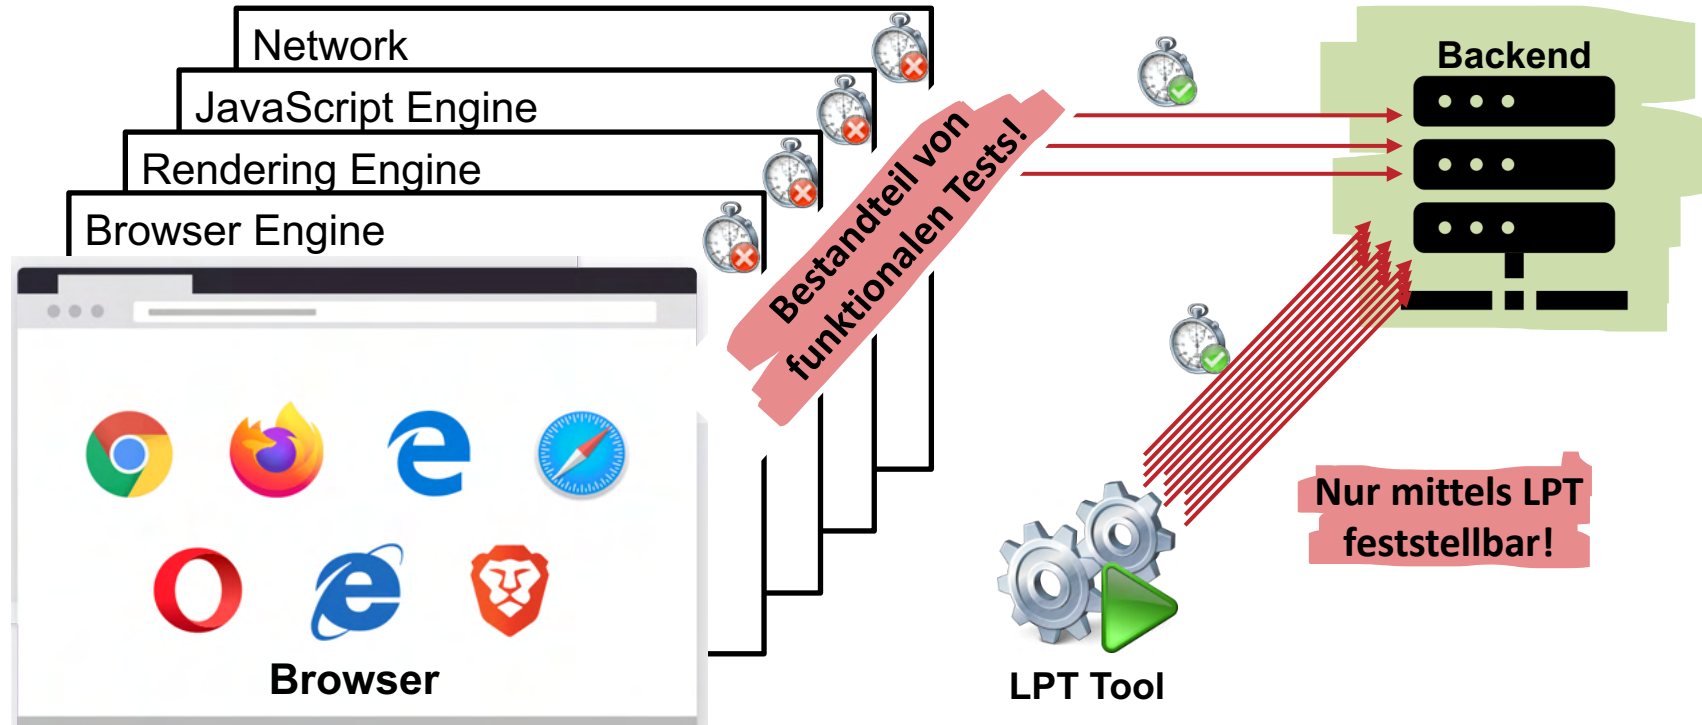 Network
JavaScript Engine
Rendering Engine
Browser Engine
Browser
Bestandteil von
funktionalen Tests!
Backend
LPT Tool
Nur mittels LPT
feststellbar!